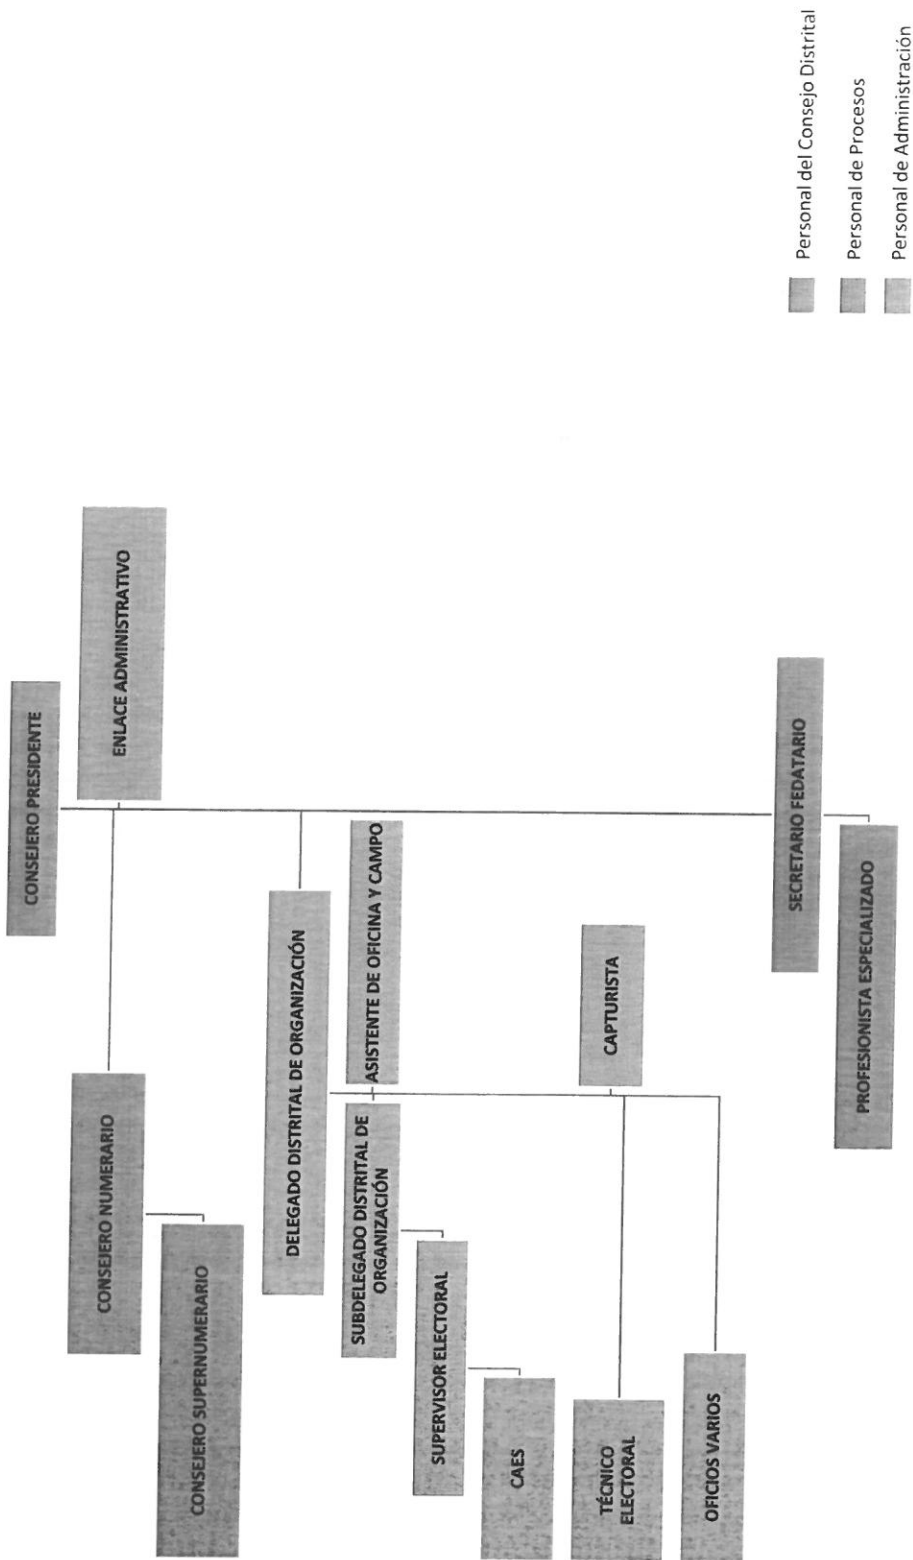 CONSEJERO PRESIDENTE
ENLACE ADMINISTRATIVO
CONSEJERO NUMERARIO
CONSEJERO SUPERNUMERARIO
DELEGADO DISTRITAL DE ORGANIZACIÓN
SUBDELEGADO DISTRITAL DE
ORGANIZACIÓN
ASISTENTE DE OFICINA Y CAMPO
SUPERVISOR ELECTORAL
CAES
CAPTURISTA
TÉCNICO
ELECTORAL
OFICIOS VARIOS
SECRETARIO FEDATARIO
PROFESIONISTA ESPECIALIZADO
Personal del Consejo Distrital
Personal de Procesos
Personal de Administración